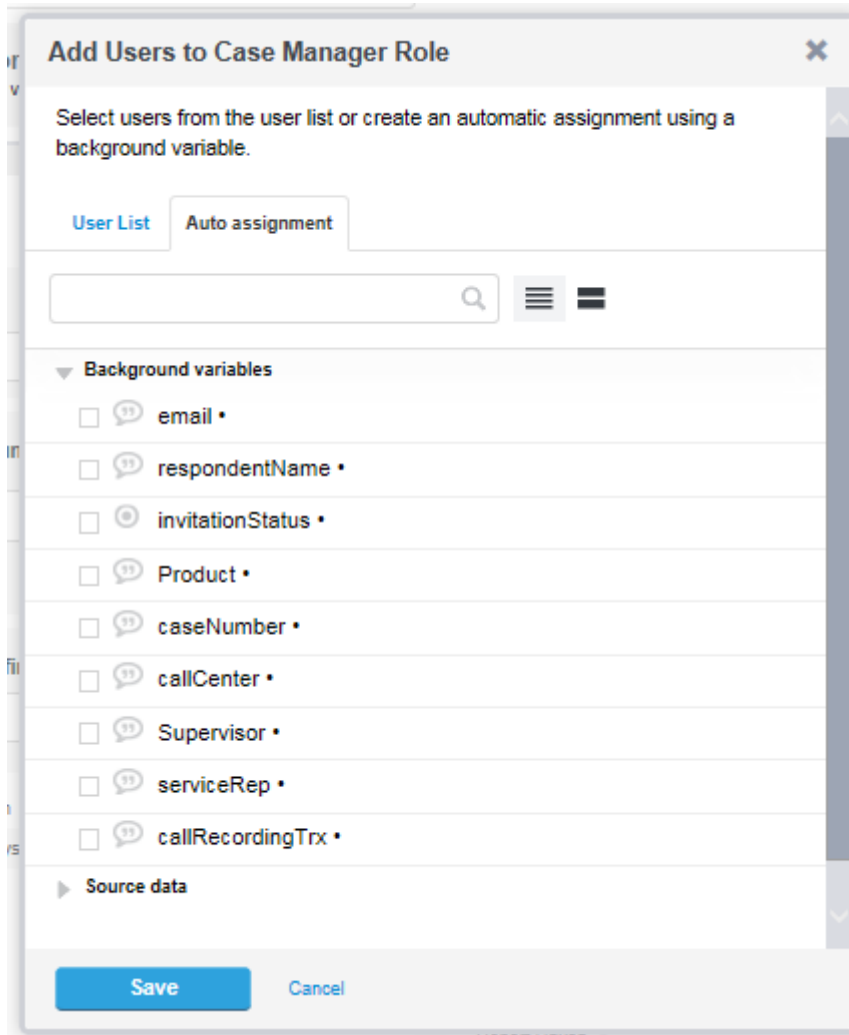 Add Users to Case Manager Role
Select users from the user list or create an automatic assignment using a
background variable.
User List
Auto assignment
Background variables
email •
respondentName •
invitationStatus •
Product •
caseNumber •
callCenter •
Supervisor •
serviceRep •
callRecordingTrx •
Source data
Save
Cancel